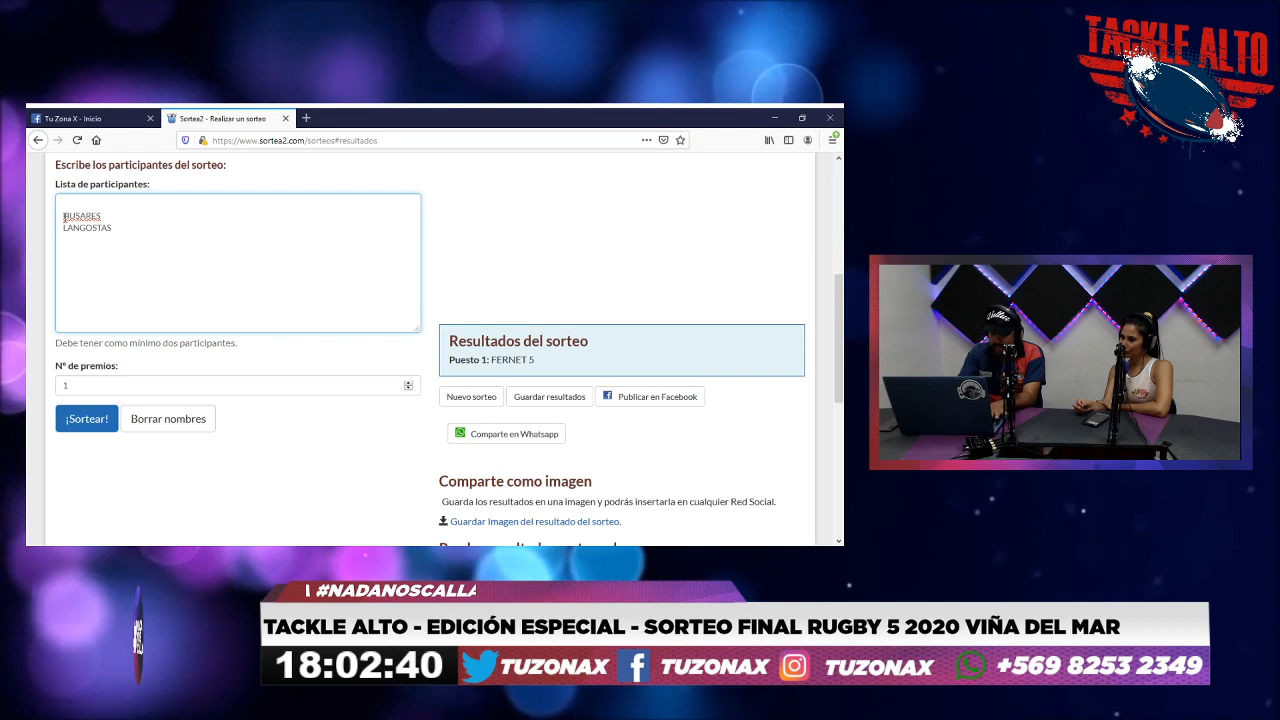 TACKLE ALTO
Tu Zona X - Inicio
Sortea2 - Realizar un sorteo
https://www.sortea2.com/sorteos#resultados
Escribe los participantes del sorteo:
Lista de participantes:
HUSARES
LANGOSTAS
Debe tener como mínimo dos participantes.
Nº de premios:
1
¡Sortear!
Borrar nombres
Resultados del sorteo
Puesto 1: FERNET 5
Nuevo sorteo
Guardar resultados
Publicar en Facebook
Comparte en Whatsapp
Comparte como imagen
Guarda los resultados en una imagen y podrás insertarla en cualquier Red Social.
Guardar Imagen del resultado del sorteo.
#NADANOSCALLA
TACKLE ALTO - EDICIÓN ESPECIAL - SORTEO FINAL RUGBY 5 2020 VIÑA DEL MAR
18:02:40
TUZONAX
TUZONAX
TUZONAX
+569 8253 2349